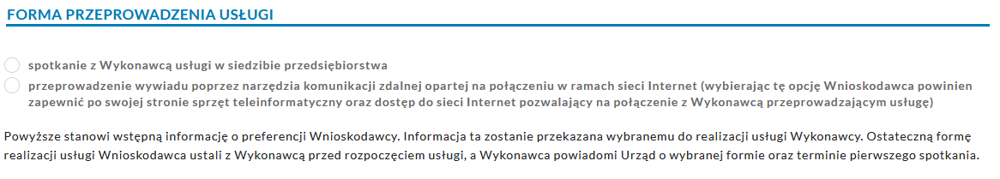 FORMA PRZEPROWADZENIA USŁUGI
spotkanie z Wykonawcą usługi w siedzibie przedsiębiorstwa
przeprowadzenie wywiadu poprzez narzędzia komunikacji zdalnej opartej na połączeniu w ramach sieci Internet (wybierając tę opcję Wnioskodawca powinien
zapewnić po swojej stronie sprzęt teleinformatyczny oraz dostęp do sieci Internet pozwalający na połączenie z Wykonawcą przeprowadzającym usługę)
Powyższe stanowi wstępną informację o preferencji Wnioskodawcy. Informacja ta zostanie przekazana wybranemu do realizacji usługi Wykonawcy. Ostateczną formę
realizacji usługi Wnioskodawca ustali z Wykonawcą przed rozpoczęciem usługi, a Wykonawca powiadomi Urząd o wybranej formie oraz terminie pierwszego spotkania.